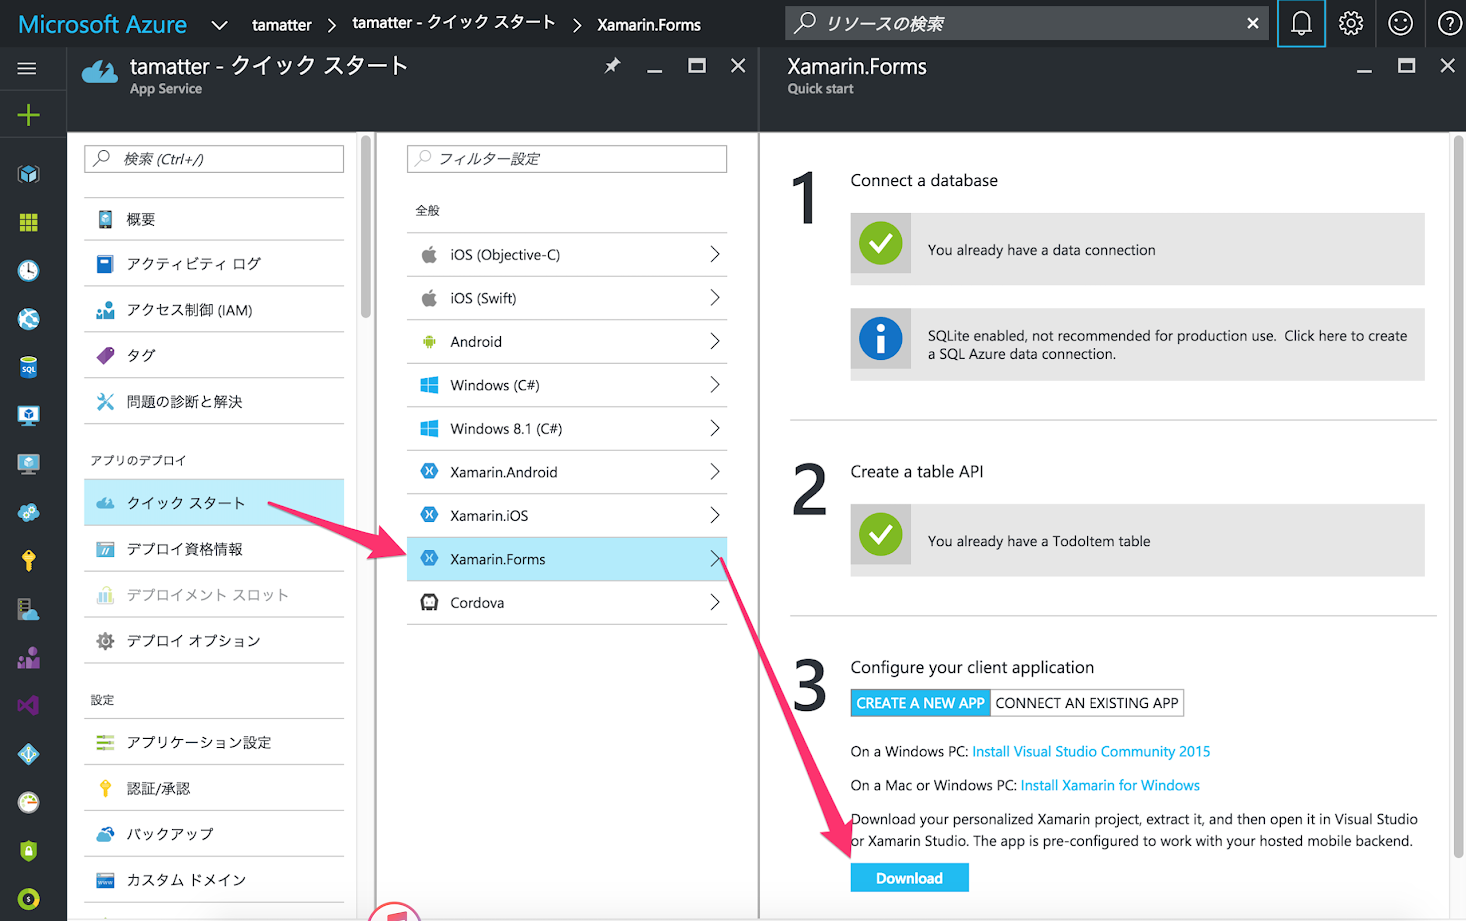 Microsoft Azure
tamatter
tamatter - クイック スタート
Xamarin.Forms
リソースの検索
tamatter - クイック スタート
App Service
検索 (Ctrl+/)
概要
アクティビティ ログ
アクセス制御 (IAM)
タグ
問題の診断と解決
アプリのデプロイ
クイック スタート
デプロイ資格情報
デプロイメント スロット
デプロイ オプション
設定
アプリケーション設定
認証/承認
バックアップ
カスタム ドメイン
フィルター設定
全般
iOS (Objective-C)
iOS (Swift)
Android
Windows (C#)
Windows 8.1 (C#)
Xamarin.Android
Xamarin.iOS
Xamarin.Forms
Cordova
Xamarin.Forms
Quick start
1
Connect a database
You already have a data connection
SQLite enabled, not recommended for production use. Click here to create
a SQL Azure data connection.
2
Create a table API
You already have a TodoItem table
3
Configure your client application
CREATE A NEW APP
CONNECT AN EXISTING APP
On a Windows PC: Install Visual Studio Community 2015
On a Mac or Windows PC: Install Xamarin for Windows
Download your personalized Xamarin project, extract it, and then open it in Visual Studio
or Xamarin Studio. The app is pre-configured to work with your hosted mobile backend.
Download